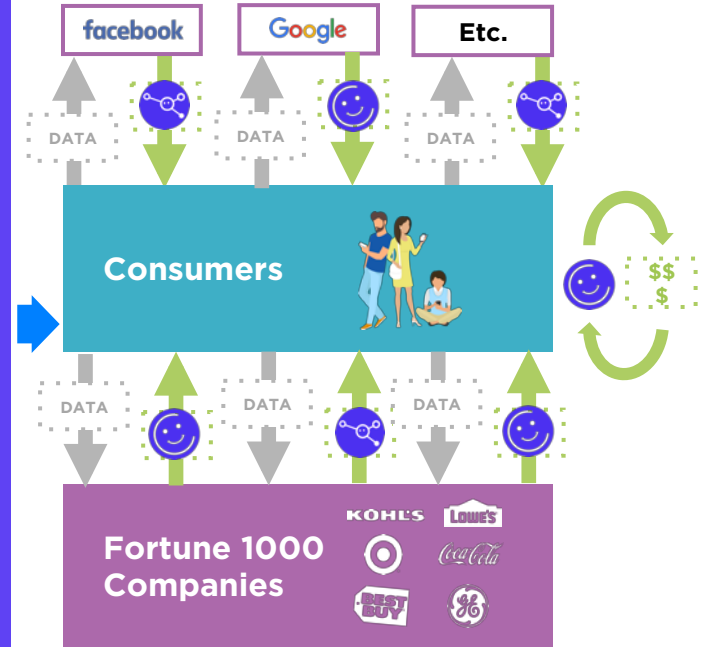 facebook
Google
Etc.
DATA
DATA
DATA
Consumers
$$
$
DATA
DATA
DATA
Fortune 1000
Companies
KOHL'S
LOWE'S
Coca-Cola
BEST
BUY
GE